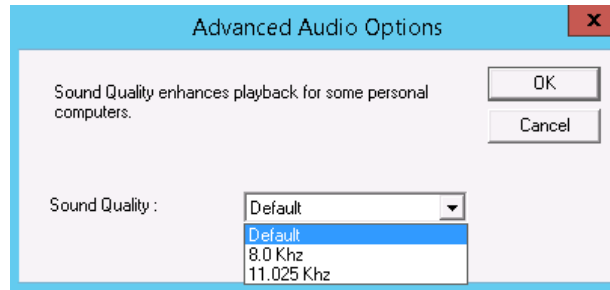 Advanced Audio Options
x
Sound Quality enhances playback for some personal
computers.
OK
Cancel
Sound Quality :
Default
Default
8.0 Khz
11.025 Khz